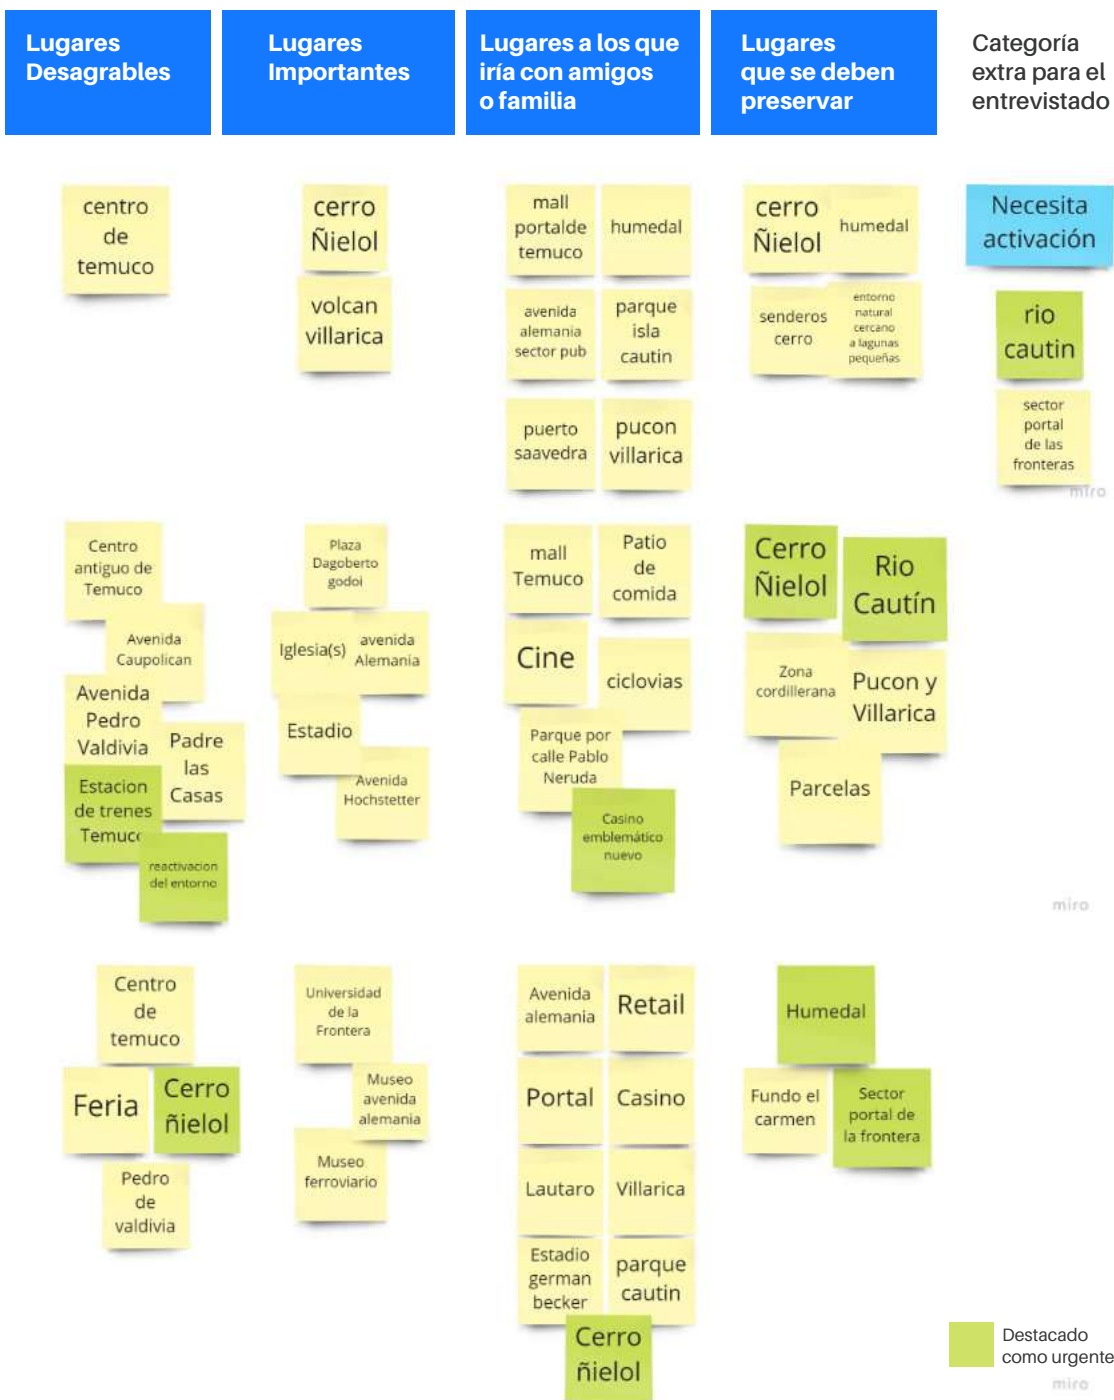 Lugares
Desagrables
Lugares
Importantes
Lugares a los que
iría con amigos
o familia
Lugares
que se deben
preservar
Categoría
extra para el
entrevistado
centro
de
temuco
cerro
Ñielol
volcan
villarica
mall
portalde
temuco
humedal
avenida
alemania
sector pub
parque
isla
cautin
puerto
saavedra
pucon
villarica
cerro
Ñielol
humedal
senderos
cerro
entorno
natural
cercano
a lagunas
pequeñas
Necesita
activación
rio
cautin
sector
portal
de las
fronteras
miro
Centro
antiguo de
Temuco
Avenida
Caupolican
Avenida
Pedro
Valdivia
Padre
las
Casas
Estacion
de trenes
Temuco
reactivacion
del entorno
Plaza
Dagoberto
godoi
Iglesia(s)
avenida
Alemania
Estadio
Avenida
Hochstetter
mall
Temuco
Patio
de
comida
Cine
ciclovias
Parque por
calle Pablo
Neruda
Casino
emblemático
nuevo
Cerro
Ñielol
Rio
Cautín
Zona
cordillerana
Pucon y
Villarica
Parcelas
miro
Centro
de
temuco
Feria
Cerro
ñielol
Pedro
de
valdivia
Universidad
de la
Frontera
Museo
avenida
alemania
Museo
ferroviario
Avenida
alemania
Retail
Portal
Casino
Lautaro
Villarica
Estadio
german
becker
parque
cautin
Cerro
ñielol
Humedal
Fundo el
carmen
Sector
portal de
la frontera
Destacado
como urgente
miro